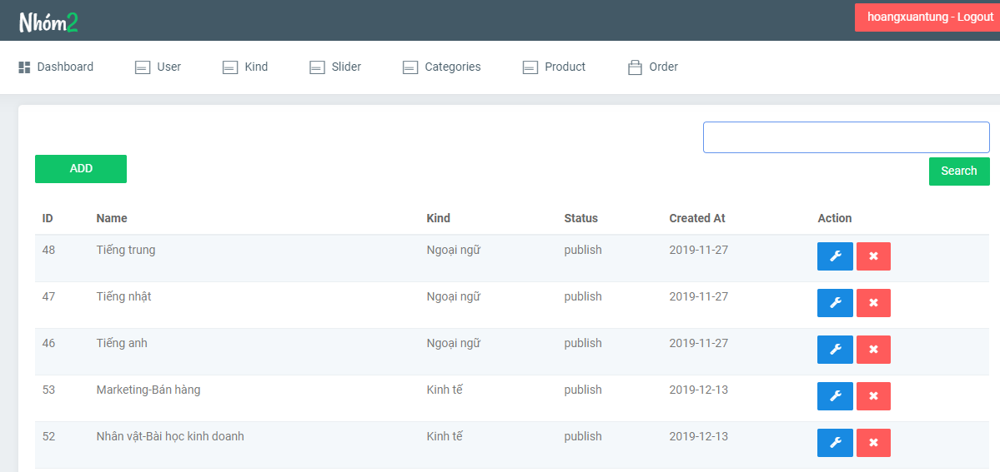 Nhóm2
hoangxuantung - Logout
Dashboard User Kind Slider Categories Product Order
ADD
Search
ID Name Kind Status Created At Action
48 Tiếng trung Ngoại ngữ publish 2019-11-27
47 Tiếng nhật Ngoại ngữ publish 2019-11-27
46 Tiếng anh Ngoại ngữ publish 2019-11-27
53 Marketing-Bán hàng Kinh tế publish 2019-12-13
52 Nhân vật-Bài học kinh doanh Kinh tế publish 2019-12-13